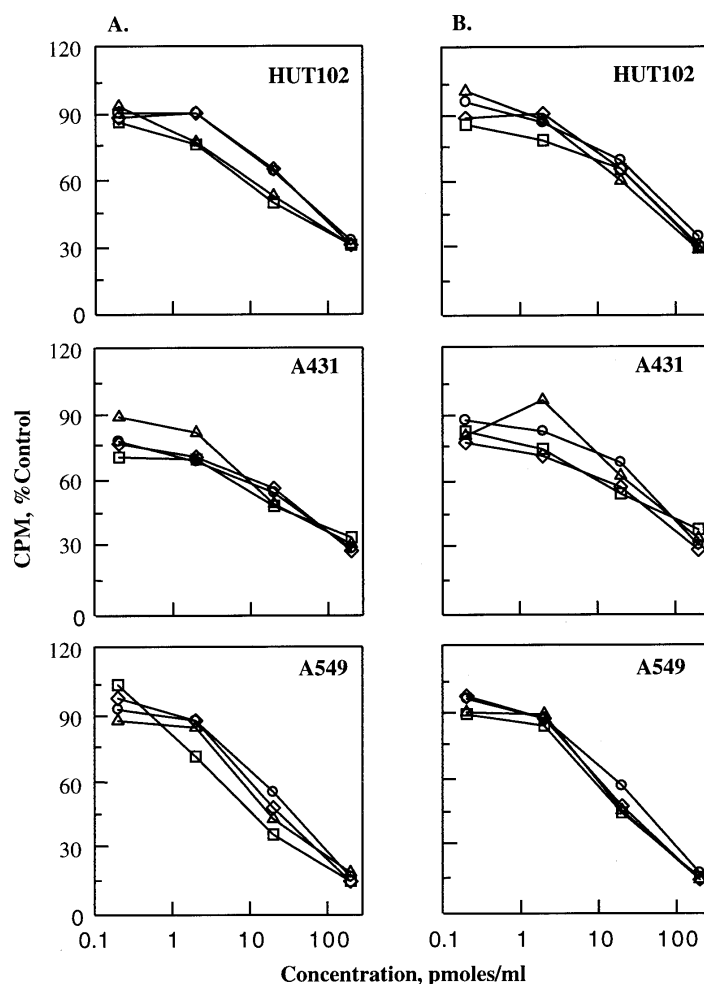 A. B.
120 HUT102 HUT102
90
60
30
0
120 A431 A431
90
60
30
0
120 A549 A549
90
60
30
0
0.1 1 10 100 0.1 1 10 100
CPM, %Control
Concentration, pmoles/ml